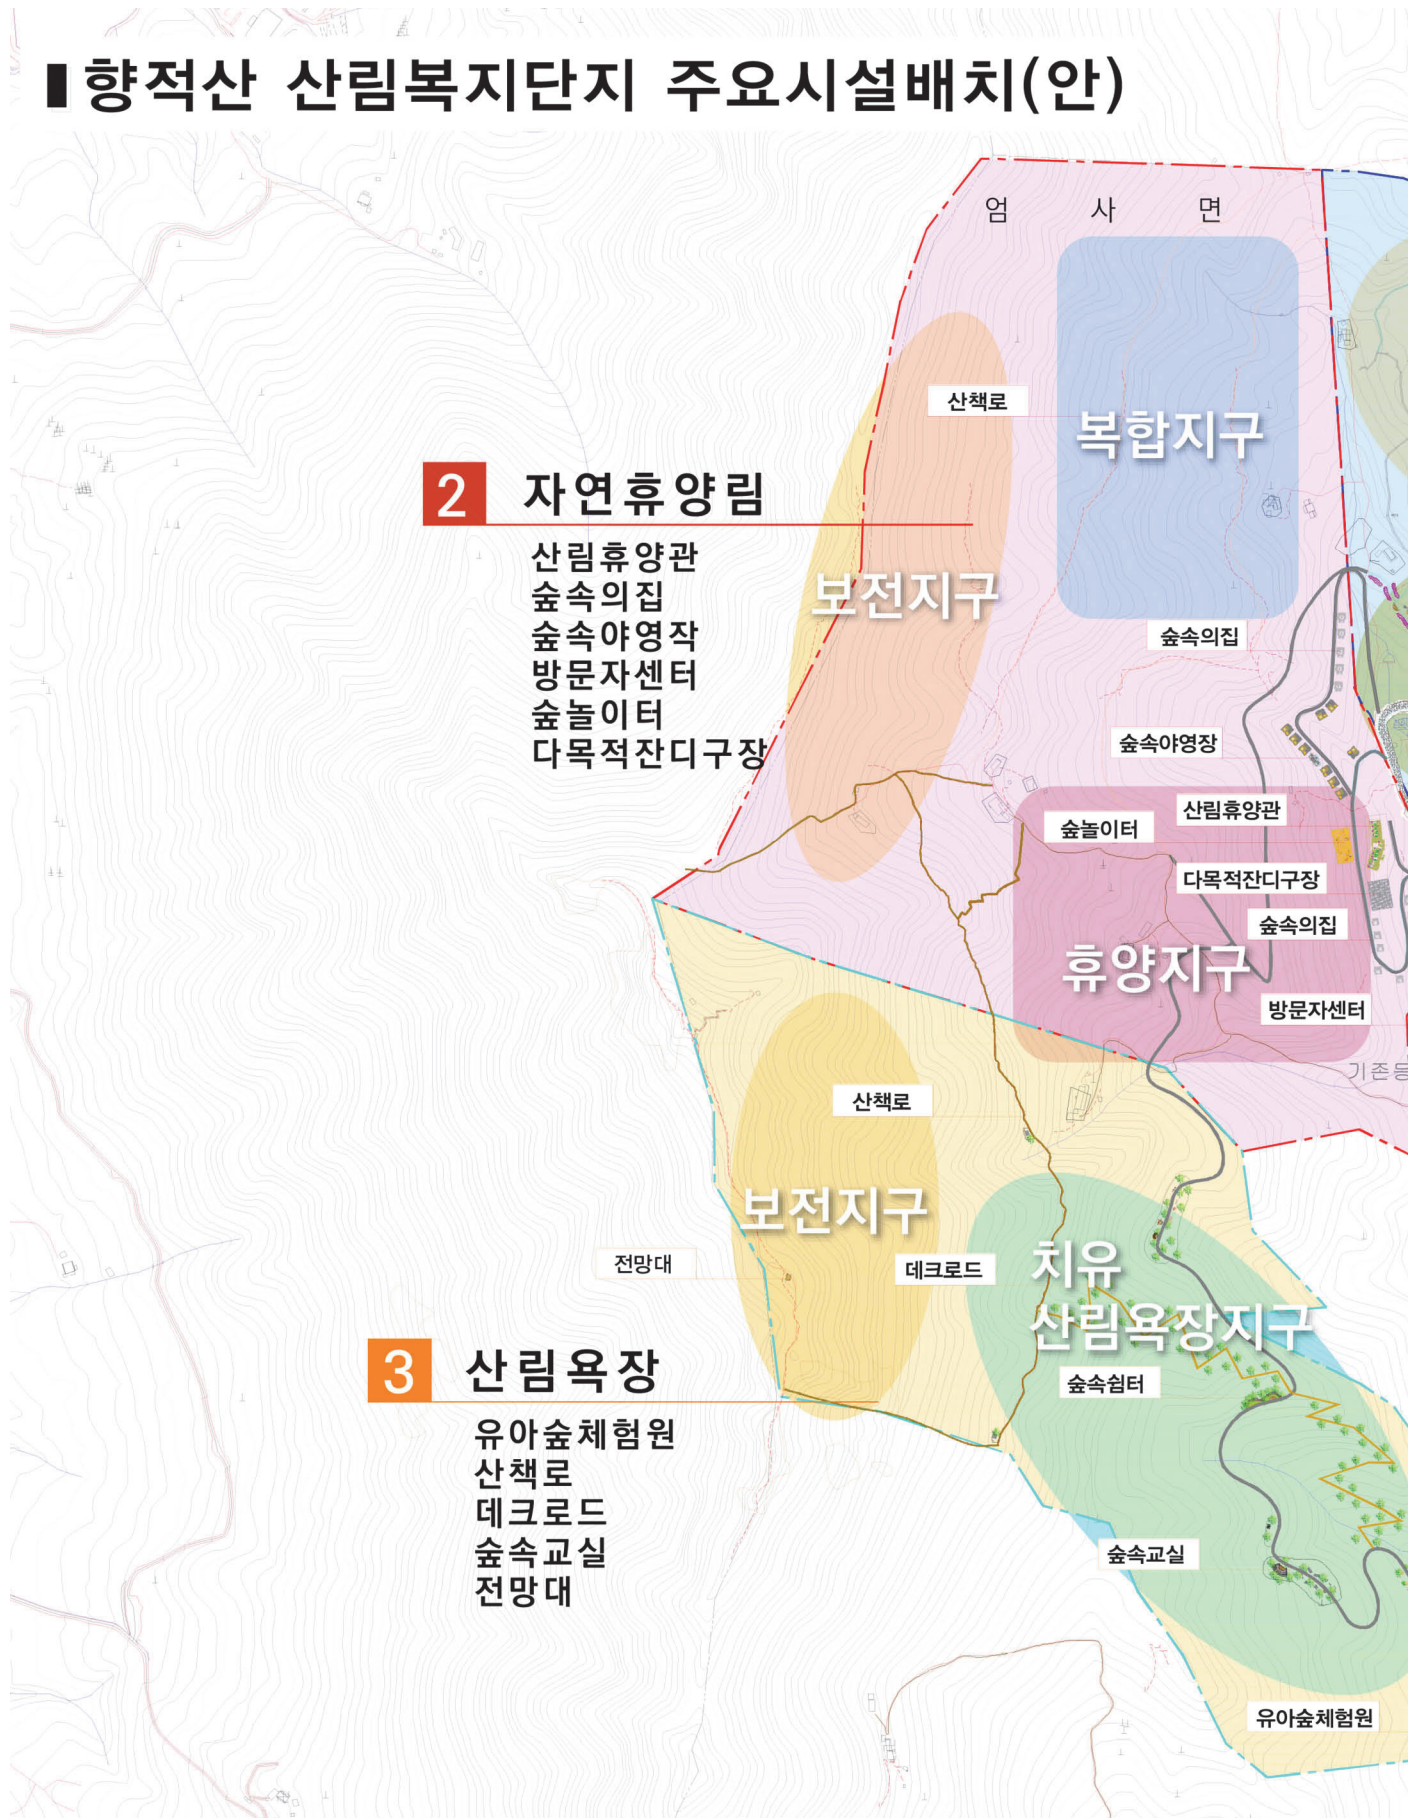 향적산 산림복지단지 주요시설배치(안)
엄 사 면
산책로
복합지구
2 자연휴양림
산림휴양관
숲속의집
숲속야영작
방문자센터
숲놀이터
다목적잔디구장
보전지구
숲속의집
숲속야영장
산림휴양관
숲놀이터
다목적잔디구장
숲속의집
휴양지구
방문자센터
기존등
산책로
보전지구
전망대
데크로드
치유
산림욕장지구
3 산림욕장
숲속쉼터
유아숲체험원
산책로
데크로드
숲속교실
전망대
숲속교실
유아숲체험원